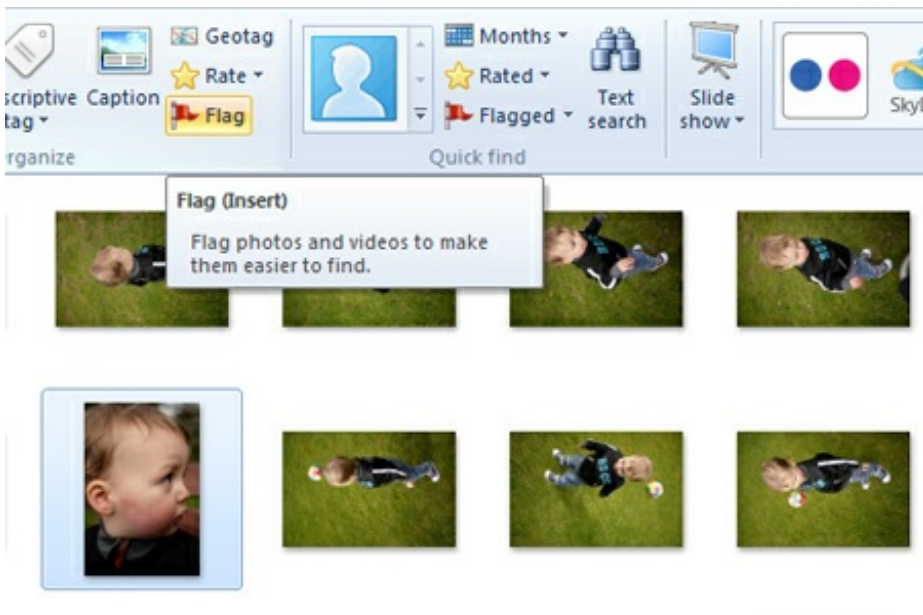 Geotag
Months
scriptive
Caption
Rate
Rated
Text
Slide
tag
Flag
Flagged
search
show
rganize
Quick find
Flag (Insert)
Flag photos and videos to make
them easier to find.